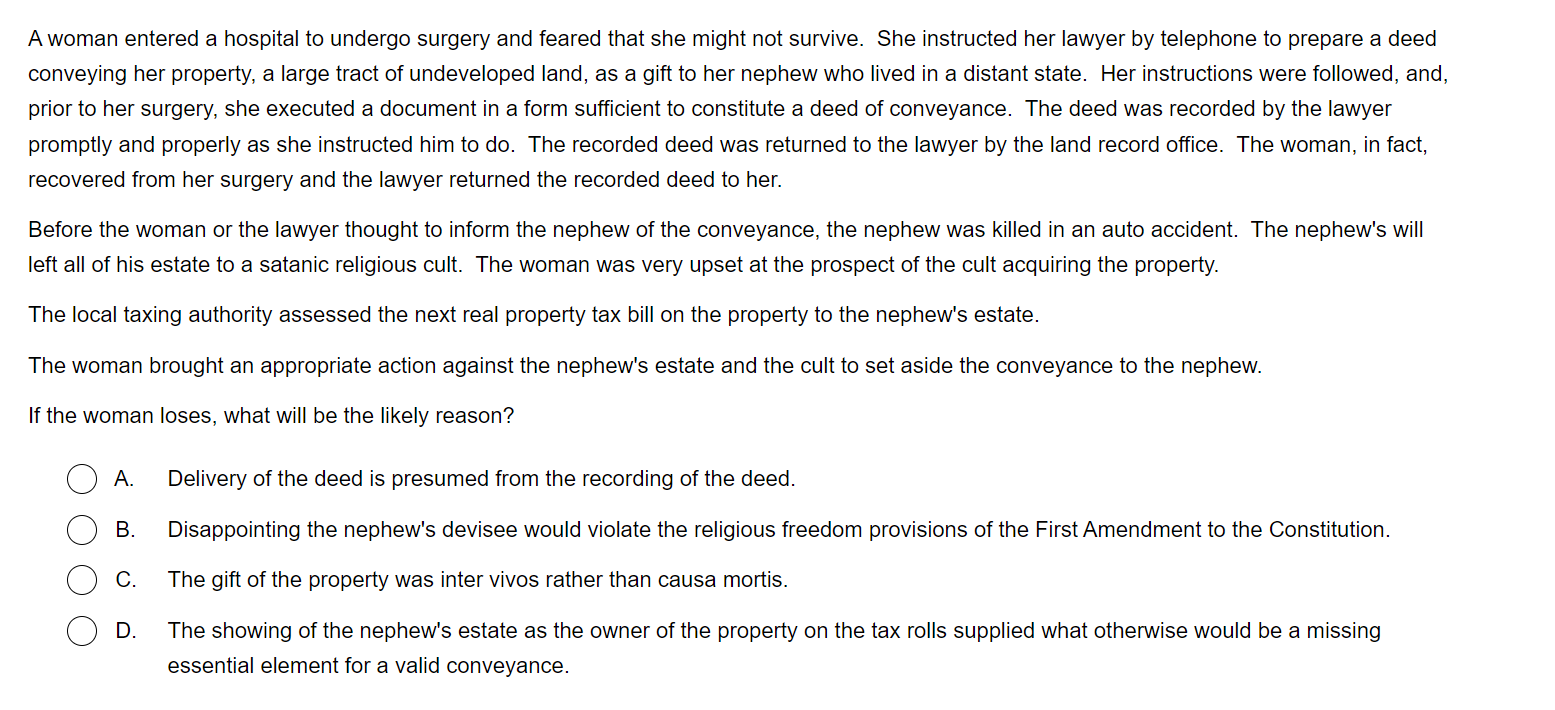 A woman entered a hospital to undergo surgery and feared that she might not survive. She instructed her lawyer by telephone to prepare a deed
conveying her property, a large tract of undeveloped land, as a gift to her nephew who lived in a distant state. Her instructions were followed, and,
prior to her surgery, she executed a document in a form sufficient to constitute a deed of conveyance. The deed was recorded by the lawyer
promptly and properly as she instructed him to do. The recorded deed was returned to the lawyer by the land record office. The woman, in fact,
recovered from her surgery and the lawyer returned the recorded deed to her.
Before the woman or the lawyer thought to inform the nephew of the conveyance, the nephew was killed in an auto accident. The nephew's will
left all of his estate to a satanic religious cult. The woman was very upset at the prospect of the cult acquiring the property.
The local taxing authority assessed the next real property tax bill on the property to the nephew's estate.
The woman brought an appropriate action against the nephew's estate and the cult to set aside the conveyance to the nephew.
If the woman loses, what will be the likely reason?
A. Delivery of the deed is presumed from the recording of the deed.
B. Disappointing the nephew's devisee would violate the religious freedom provisions of the First Amendment to the Constitution.
C. The gift of the property was inter vivos rather than causa mortis.
D. The showing of the nephew's estate as the owner of the property on the tax rolls supplied what otherwise would be a missing
essential element for a valid conveyance.